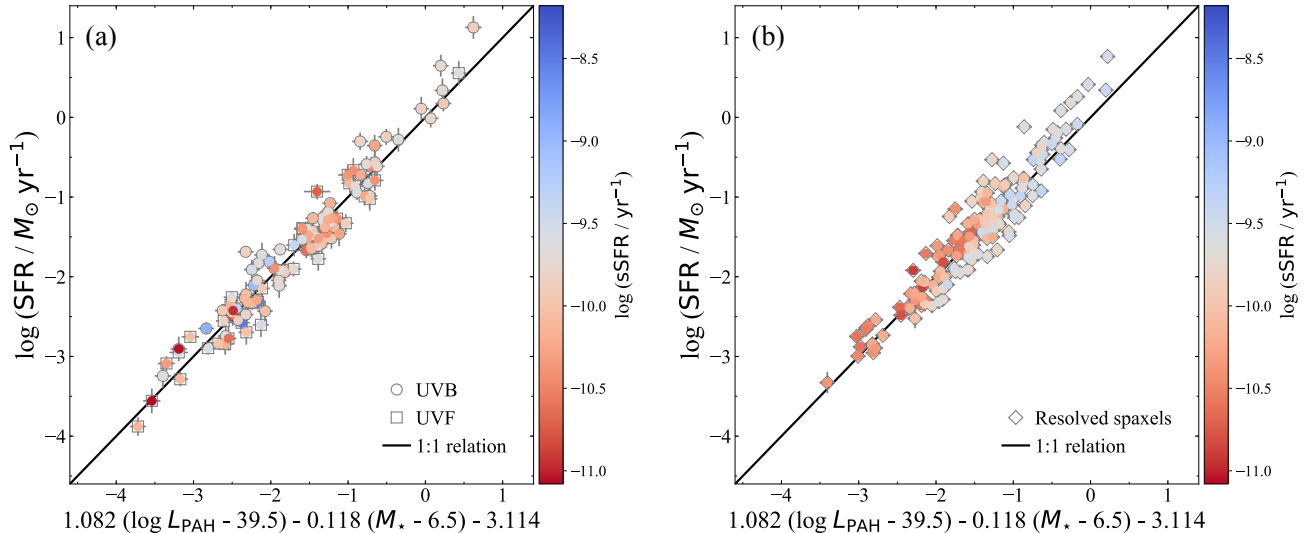 (a)
log (SFR / M⊙ yr⁻¹)
1
0
−1
−2
−3
−4
UVB
UVF
1:1 relation
−4 −3 −2 −1 0 1
1.082 (log L_PAH - 39.5) - 0.118 (M⋆ - 6.5) - 3.114
−8.5
−9.0
−9.5
−10.0
−10.5
−11.0
log (sSFR / yr⁻¹)
(b)
log (SFR / M⊙ yr⁻¹)
1
0
−1
−2
−3
−4
Resolved spaxels
1:1 relation
−4 −3 −2 −1 0 1
1.082 (log L_PAH - 39.5) - 0.118 (M⋆ - 6.5) - 3.114
−8.5
−9.0
−9.5
−10.0
−10.5
−11.0
log (sSFR / yr⁻¹)